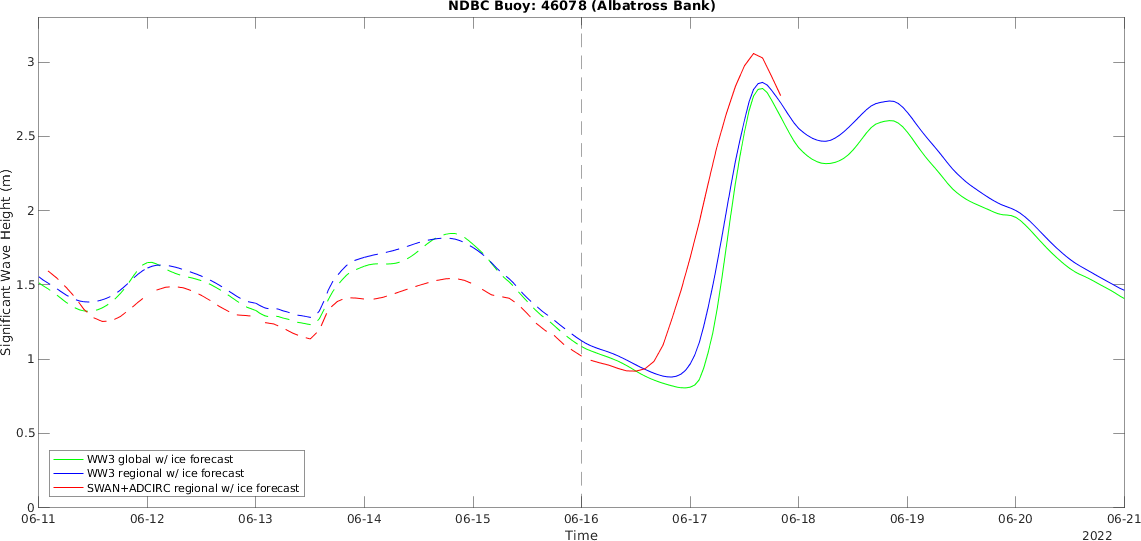 NDBC Buoy: 46078 (Albatross Bank)
Significant Wave Height (m)
3
2.5
2
1.5
1
0.5
0
WW3 global w/ ice forecast
WW3 regional w/ ice forecast
SWAN+ADCIRC regional w/ ice forecast
06-11 06-12 06-13 06-14 06-15 06-16 06-17 06-18 06-19 06-20 06-21
Time
2022